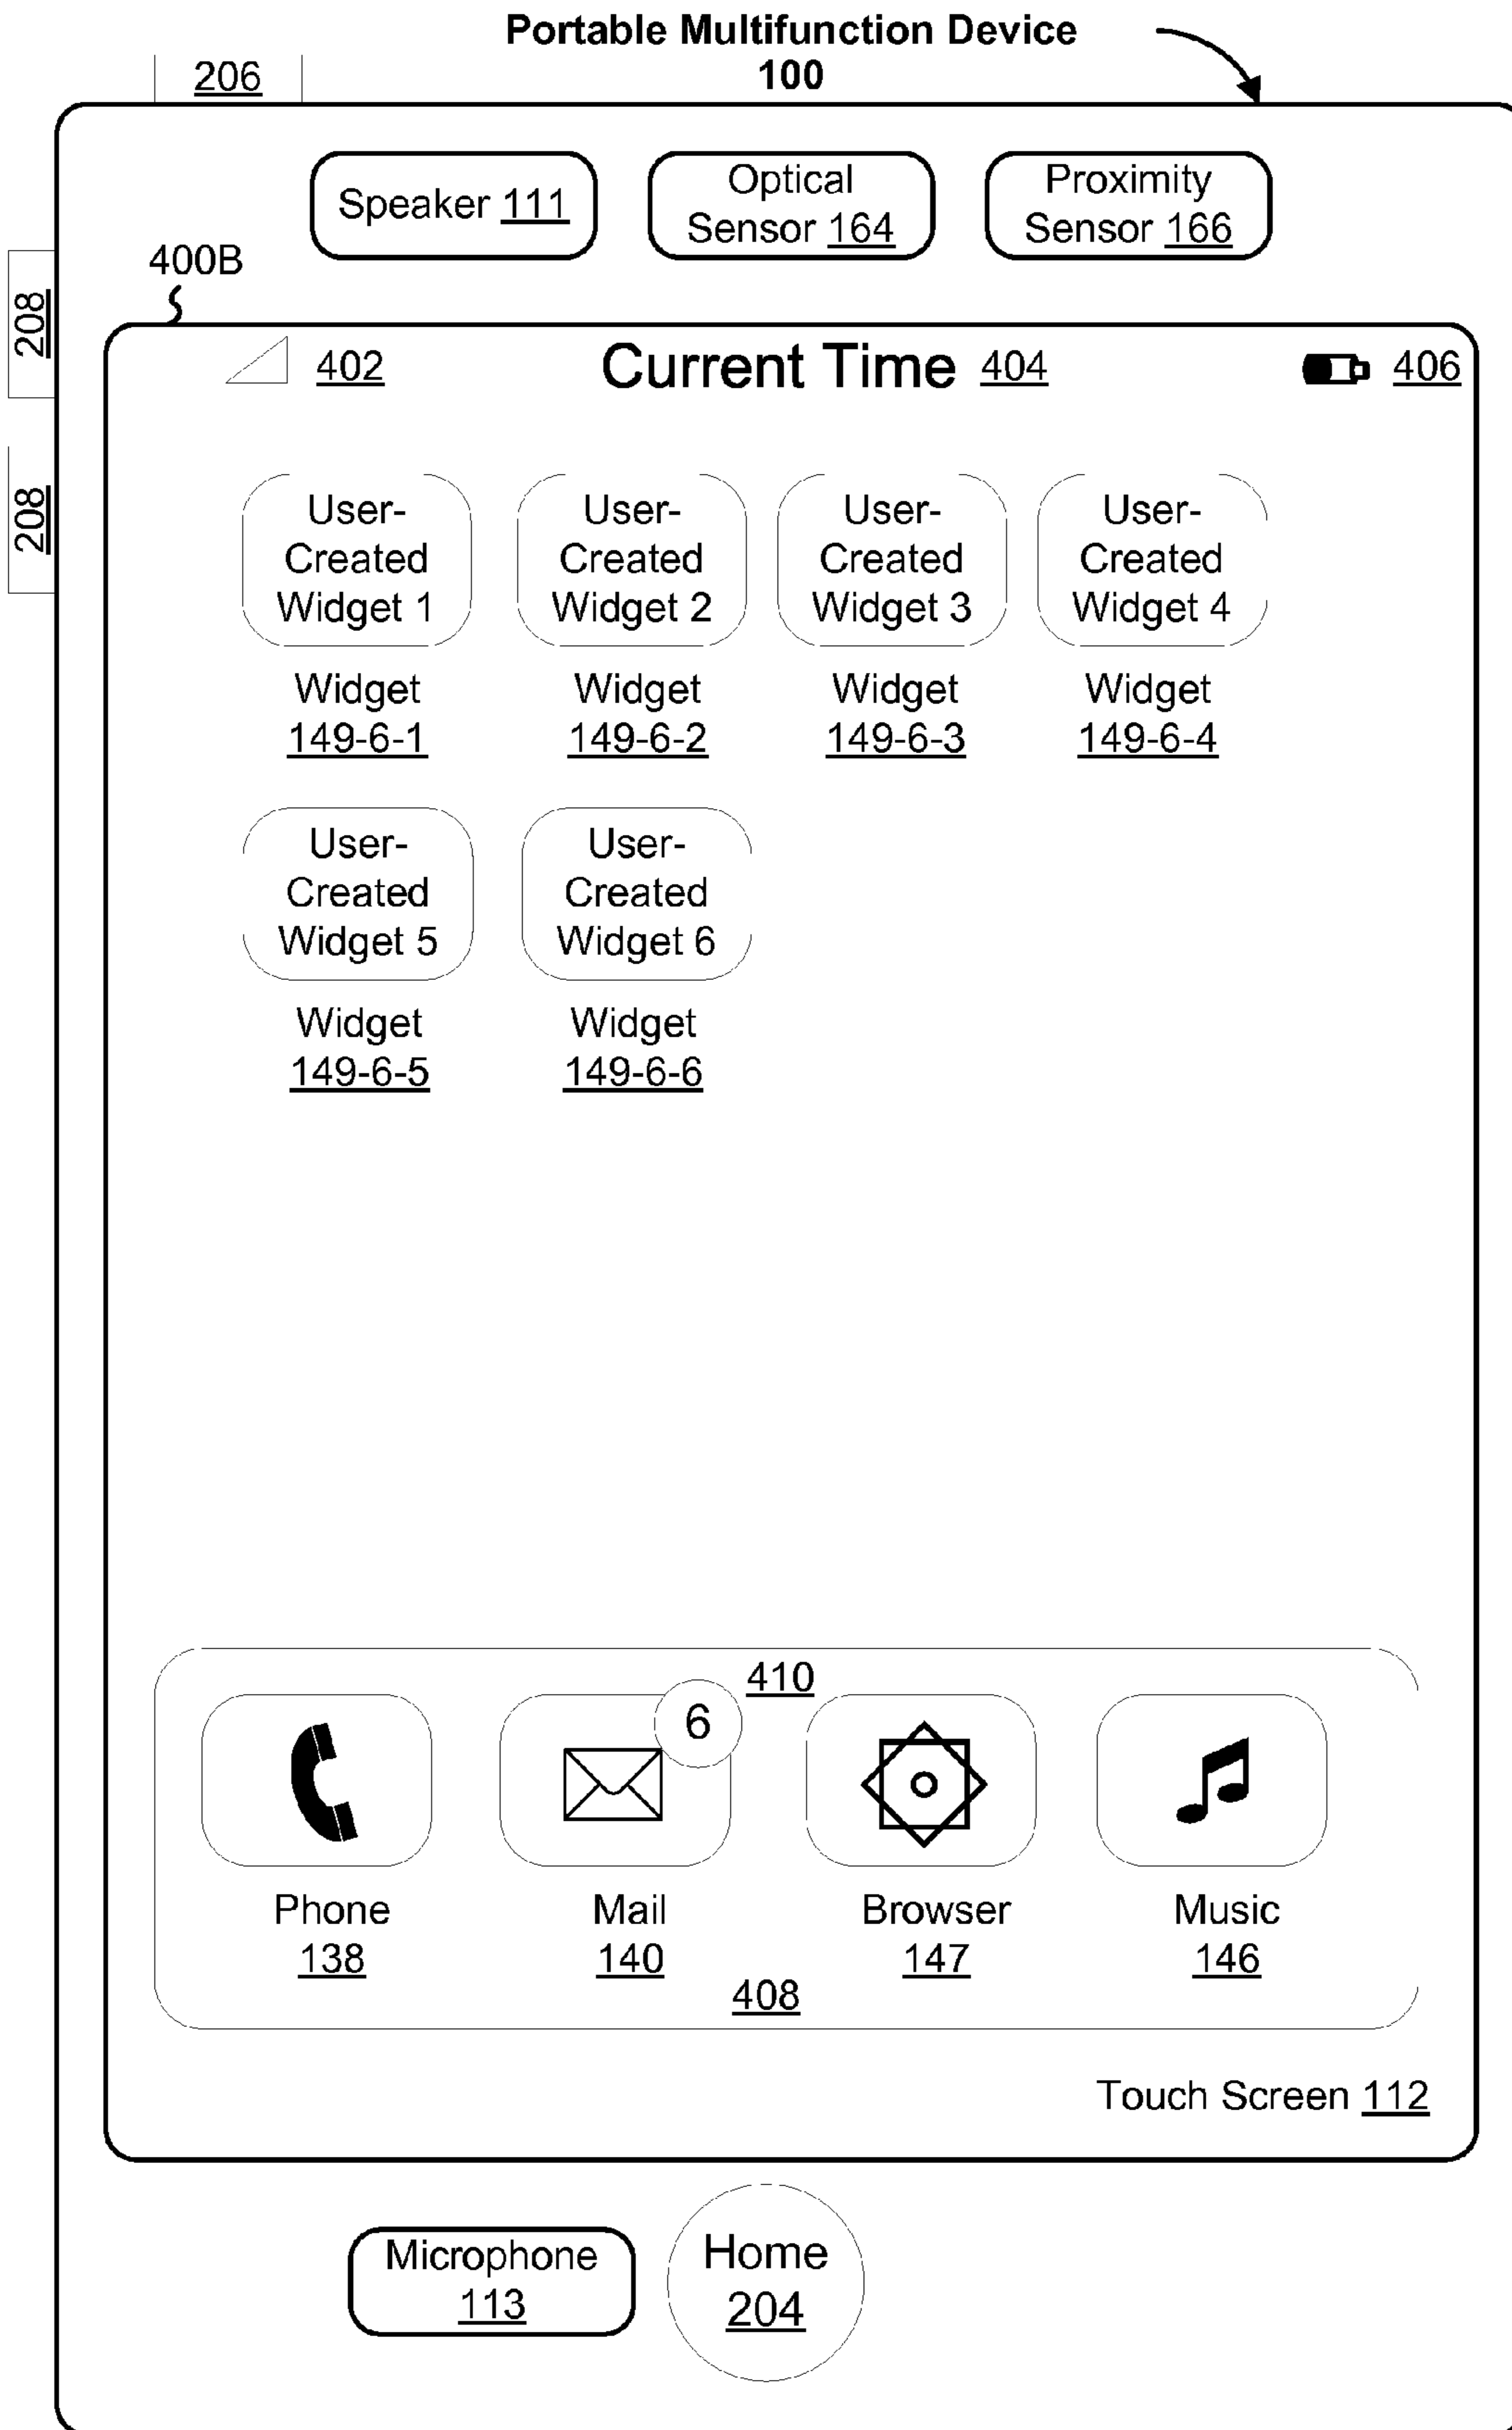 Portable Multifunction Device
100
206
Speaker 111
Optical
Sensor 164
Proximity
Sensor 166
400B
208
208
402
Current Time 404
406
User-
Created
Widget 1
User-
Created
Widget 2
User-
Created
Widget 3
User-
Created
Widget 4
Widget
149-6-1
Widget
149-6-2
Widget
149-6-3
Widget
149-6-4
User-
Created
Widget 5
User-
Created
Widget 6
Widget
149-6-5
Widget
149-6-6
410
6
Phone
138
Mail
140
Browser
147
Music
146
408
Touch Screen 112
Microphone
113
Home
204